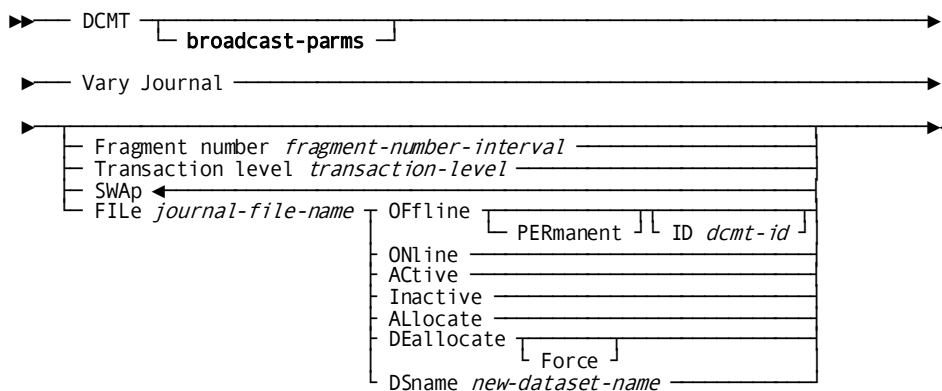 DCMT
broadcast-parms
Vary Journal
Fragment number fragment-number-interval
Transaction level transaction-level
SWAp
FILe journal-file-name OFfline
PERmanent ID dcmt-id
ONline
ACtive
Inactive
ALlocate
DEallocate
Force
DSname new-dataset-name